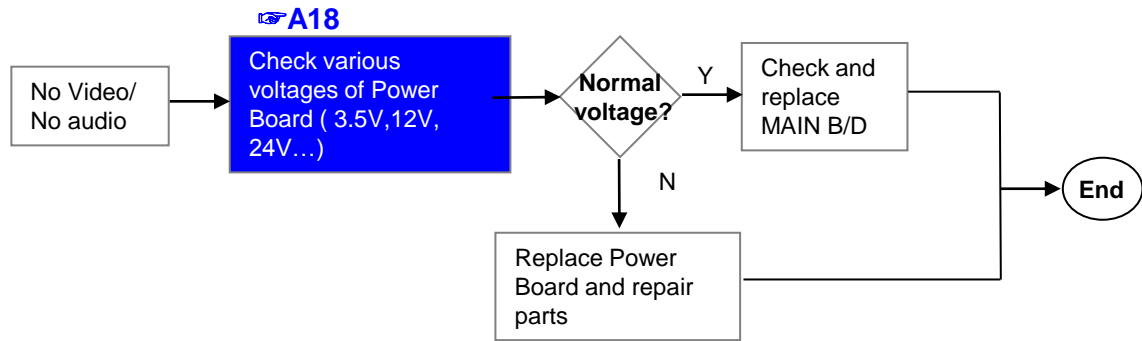 ☞A18
No Video/
No audio
Check various
voltages of Power
Board ( 3.5V,12V,
24V…)
Normal
voltage?
Y
Check and
replace
MAIN B/D
N
Replace Power
Board and repair
parts
End